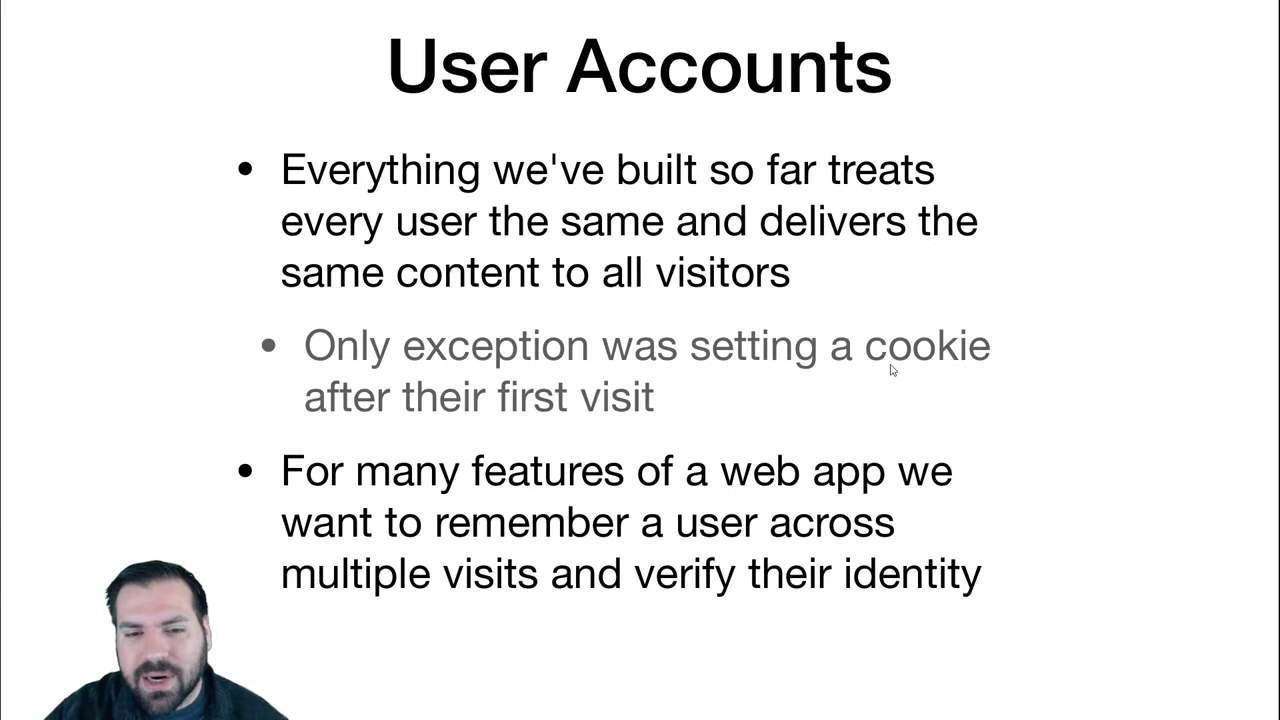 User Accounts
• Everything we've built so far treats
every user the same and delivers the
same content to all visitors
• Only exception was setting a cookie
after their first visit
• For many features of a web app we
want to remember a user across
multiple visits and verify their identity